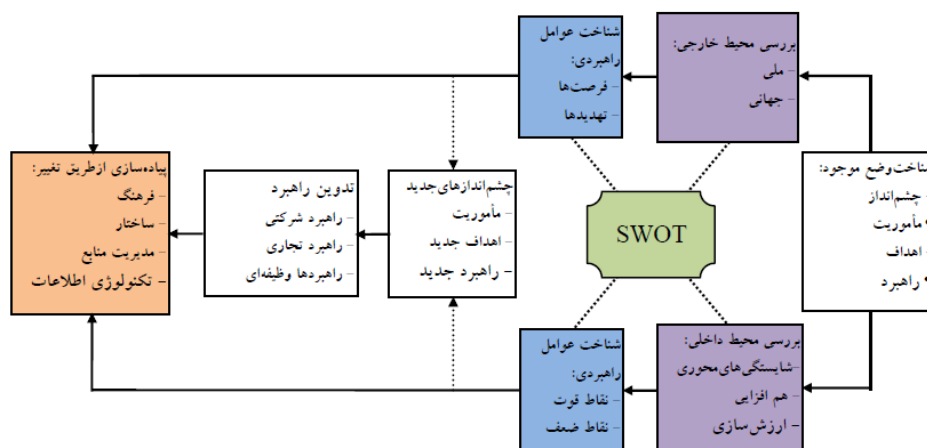 شناخت وضع موجود:
- چشم‌انداز
مأموریت
- اهداف
راهبرد
بررسی محیط خارجی:
- ملی
- جهانی
شناخت عوامل
راهبردی:
- فرصت‌ها
- تهدیدها
SWOT
بررسی محیط داخلی:
-شایستگی‌های‌محوری
- هم افزایی
- ارزش‌سازی
شناخت عوامل
راهبردی:
- نقاط قوت
- نقاط ضعف
چشم‌اندازهای‌جدید
- مأموریت
- اهداف جدید
- راهبرد جدید
تدوین راهبرد
- راهبرد شرکتی
- راهبرد تجاری
- راهبردها وظیفه‌ای
پیاده‌سازی ازطریق تغییر:
- فرهنگ
- ساختار
- مدیریت منابع
- تکنولوژی اطلاعات